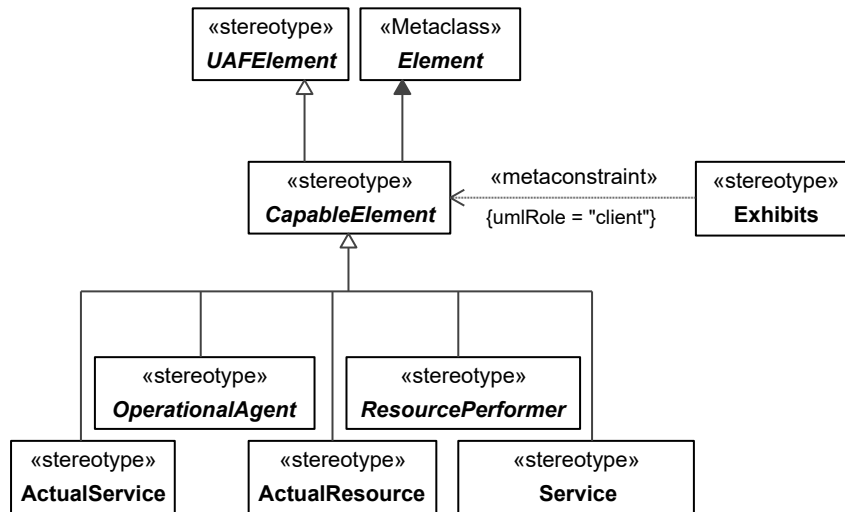 «stereotype»
UAFElement
«Metaclass»
Element
«stereotype»
CapableElement
«metaconstraint»
{umlRole = "client"}
«stereotype»
Exhibits
«stereotype»
OperationalAgent
«stereotype»
ResourcePerformer
«stereotype»
ActualService
«stereotype»
ActualResource
«stereotype»
Service